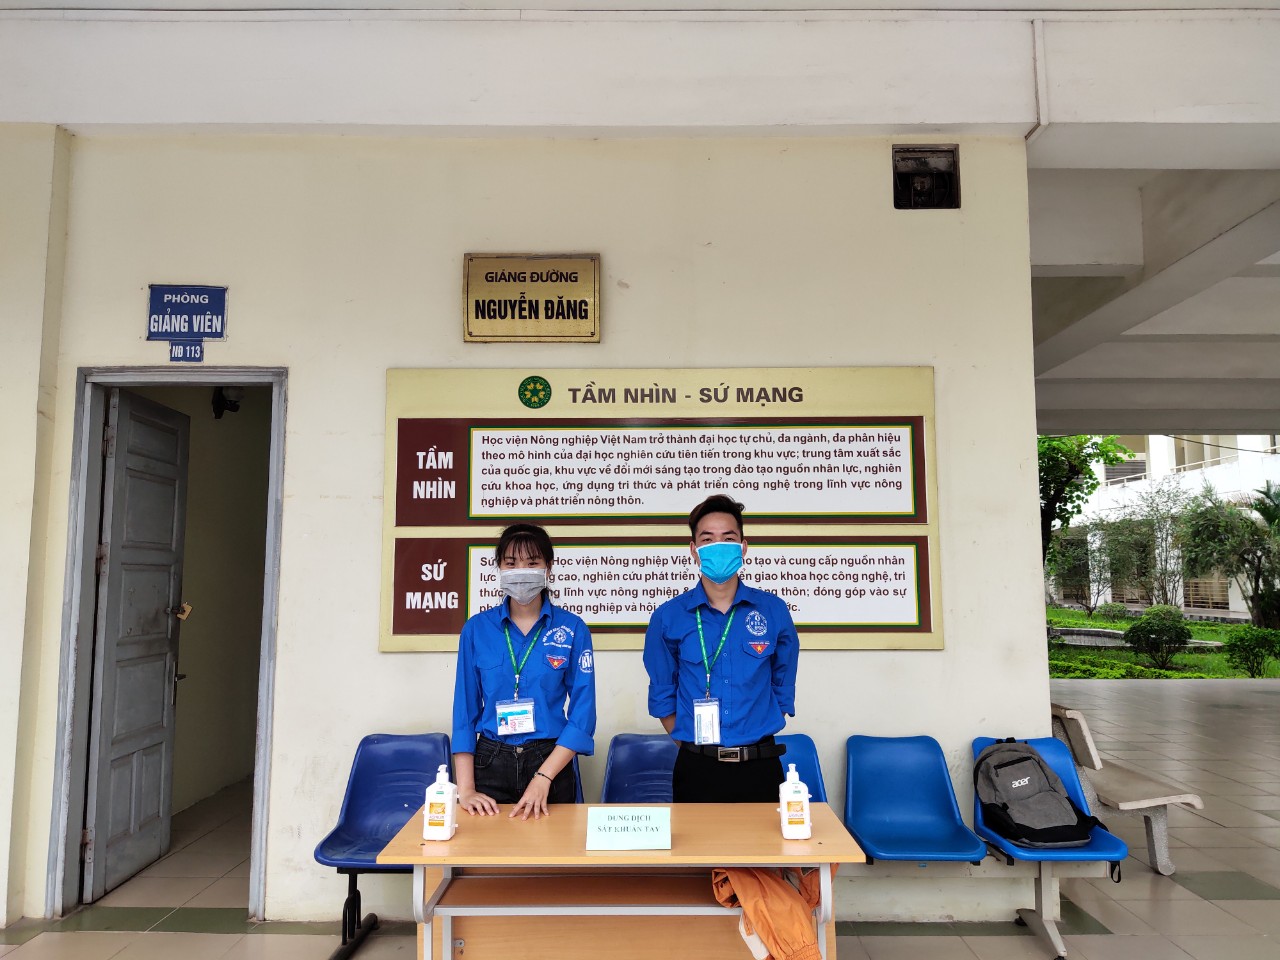 PHÒNG
GIẢNG VIÊN
NĐ 113
GIẢNG ĐƯỜNG
NGUYỄN ĐĂNG
TẦM NHÌN - SỨ MẠNG
TẦM
NHÌN
Học viện Nông nghiệp Việt Nam trở thành đại học tự chủ, đa ngành, đa phân hiệu
theo mô hình của đại học nghiên cứu tiên tiến trong khu vực; trung tâm xuất sắc
của quốc gia, khu vực về đổi mới sáng tạo trong đào tạo nguồn nhân lực, nghiên
cứu khoa học, ứng dụng tri thức và phát triển công nghệ trong lĩnh vực nông
nghiệp và phát triển nông thôn.
SỨ
MẠNG
Học viện Nông nghiệp Việt tạo và cung cấp nguồn nhân
lực cao, nghiên cứu phát triển giao khoa học công nghệ, tri
thức lĩnh vực nông nghiệp & thôn; đóng góp vào sự
nông nghiệp và hội
acer
DUNG DỊCH
SÁT KHUẨN TAY